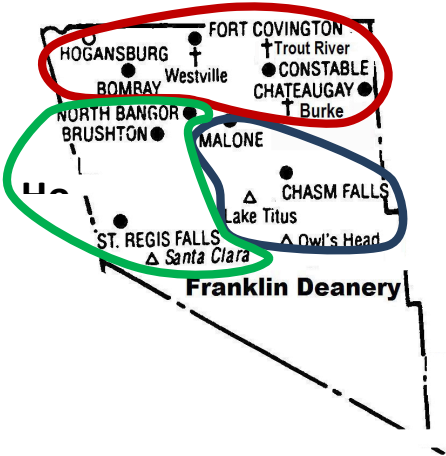 FORT COVINGTON
HOGANSBURG
Trout River
Westville
CONSTABLE
BOMBAY
CHATEAUGAY
Burke
NORTH BANGOR
BRUSHTON
MALONE
CHASM FALLS
Lake Titus
ST. REGIS FALLS
Owl's Head
Santa Clara
Franklin Deanery